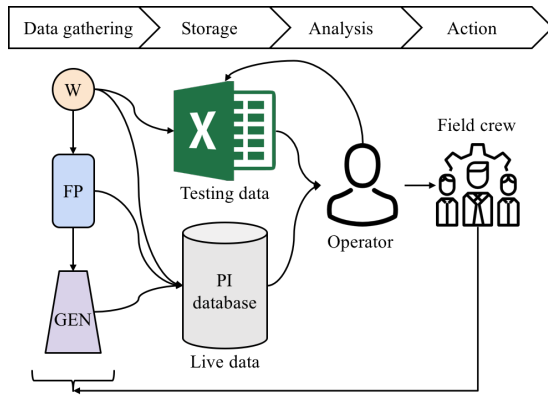 Data gathering
Storage
Analysis
Action
W
FP
GEN
X
Testing data
PI
database
Live data
Operator
Field crew